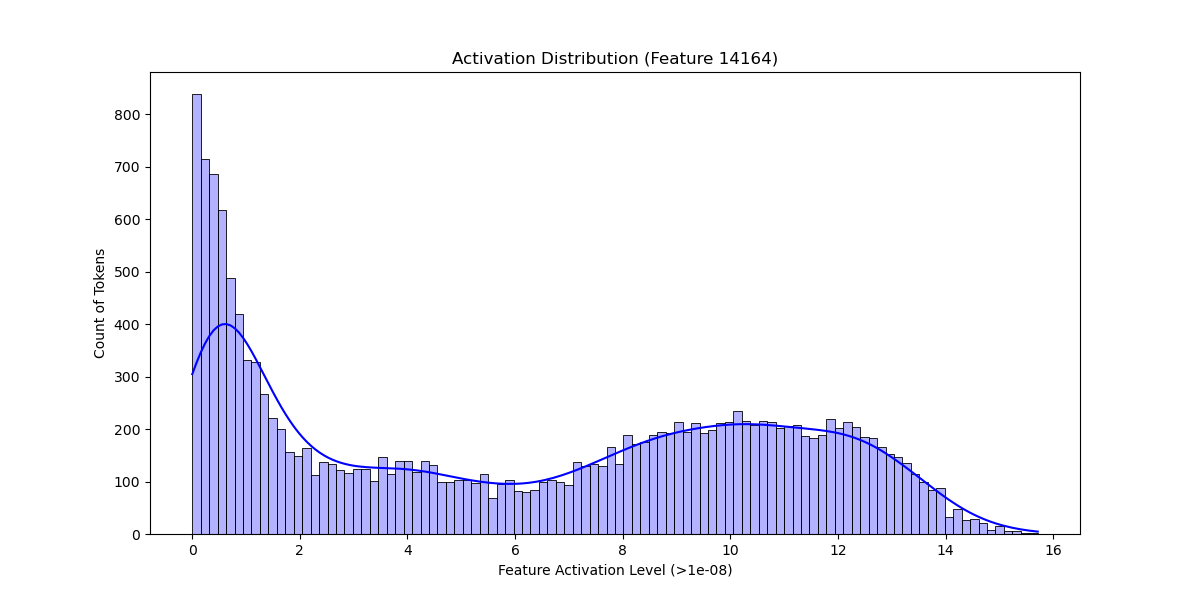 Activation Distribution (Feature 14164)
800
700
600
500
400
300
200
100
0
Count of Tokens
0 2 4 6 8 10 12 14 16
Feature Activation Level (>1e-08)